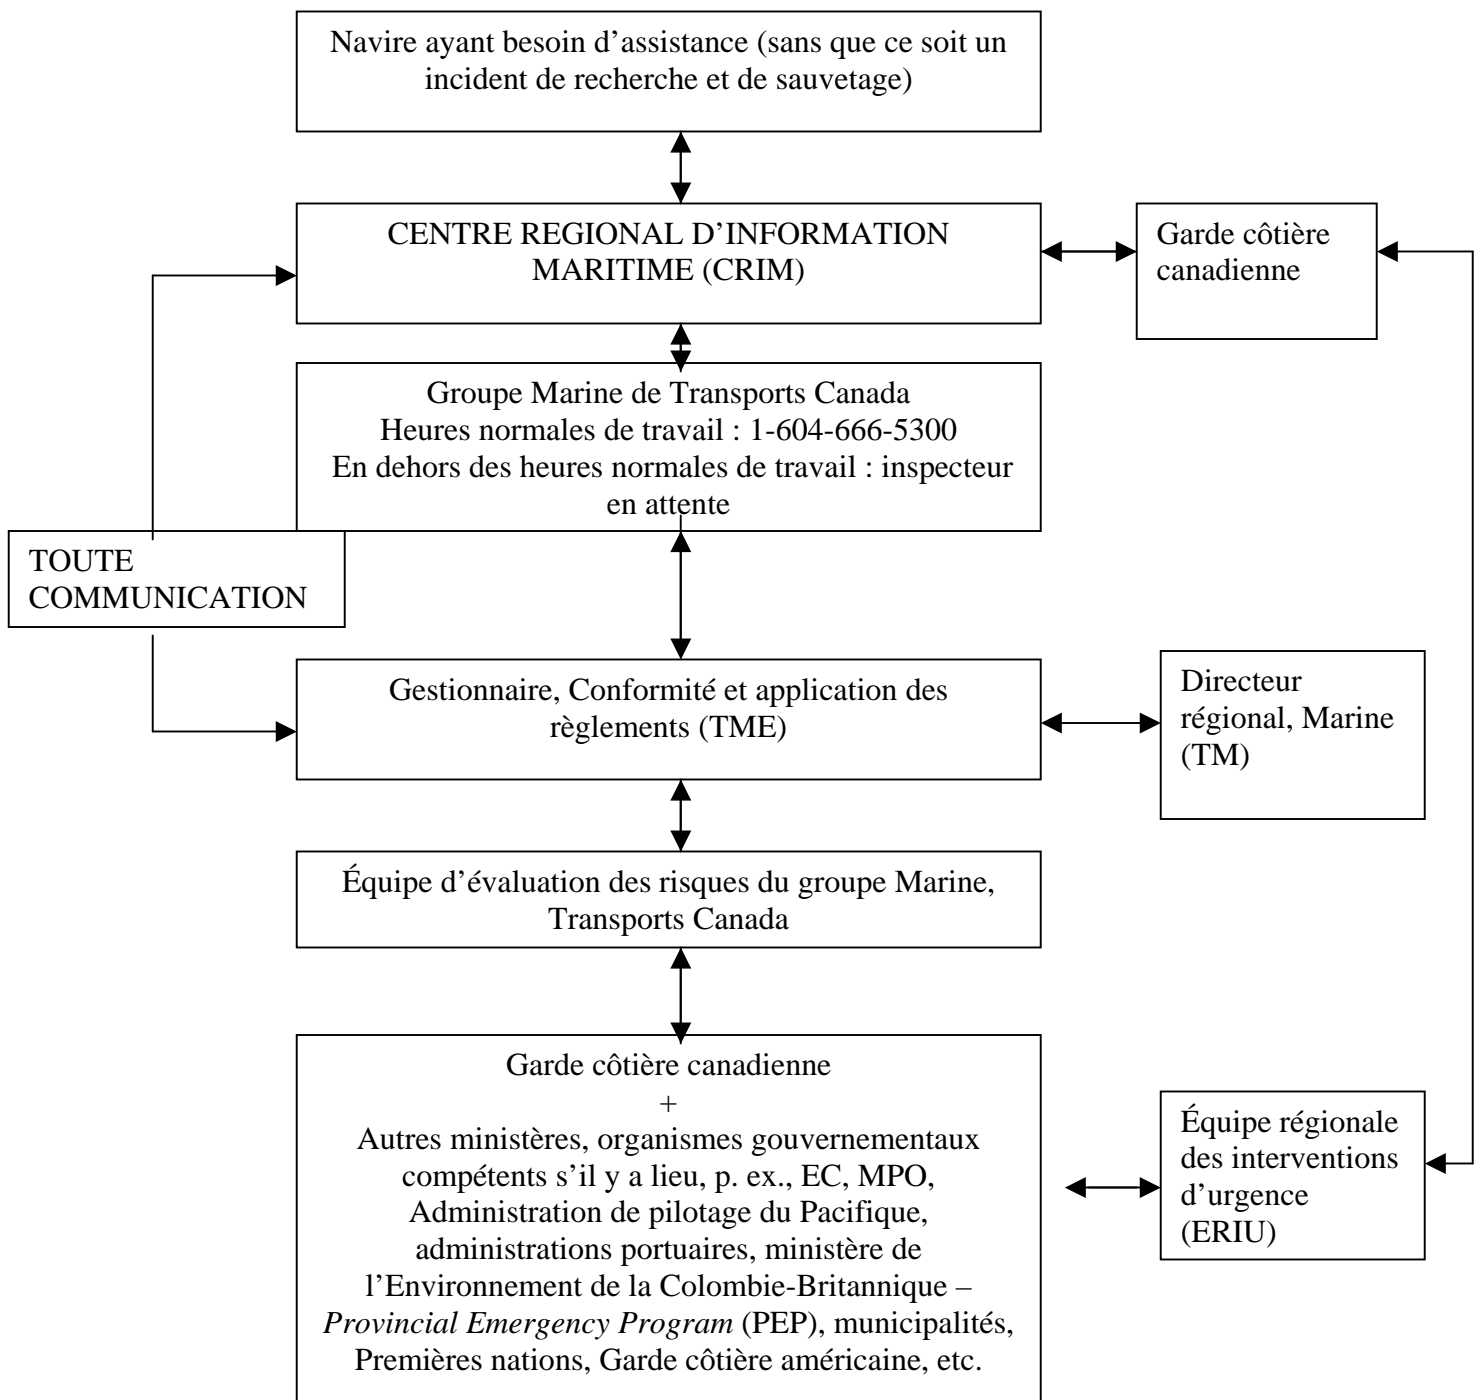 Navire ayant besoin d’assistance (sans que ce soit un
incident de recherche et de sauvetage)
CENTRE REGIONAL D’INFORMATION
MARITIME (CRIM)
Garde côtière
canadienne
Groupe Marine de Transports Canada
Heures normales de travail : 1-604-666-5300
En dehors des heures normales de travail : inspecteur
en attente
TOUTE
COMMUNICATION
Gestionnaire, Conformité et application des
règlements (TME)
Directeur
régional, Marine
(TM)
Équipe d’évaluation des risques du groupe Marine,
Transports Canada
Garde côtière canadienne
+
Autres ministères, organismes gouvernementaux
compétents s’il y a lieu, p. ex., EC, MPO,
Administration de pilotage du Pacifique,
administrations portuaires, ministère de
l’Environnement de la Colombie-Britannique –
Provincial Emergency Program (PEP), municipalités,
Premières nations, Garde côtière américaine, etc.
Équipe régionale
des interventions
d’urgence
(ERIU)